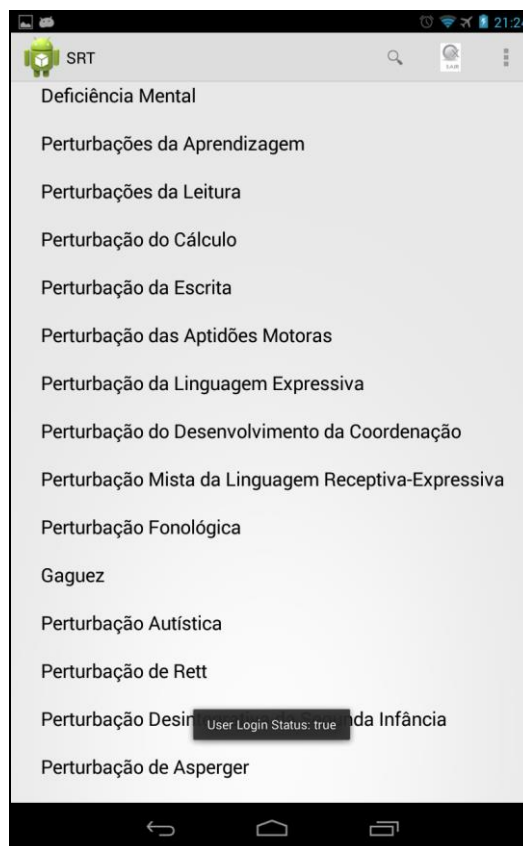 21:24
SRT
SAIR
Deficiência Mental
Perturbações da Aprendizagem
Perturbações da Leitura
Perturbação do Cálculo
Perturbação da Escrita
Perturbação das Aptidões Motoras
Perturbação da Linguagem Expressiva
Perturbação do Desenvolvimento da Coordenação
Perturbação Mista da Linguagem Receptiva-Expressiva
Perturbação Fonológica
Gaguez
Perturbação Autística
Perturbação de Rett
Perturbação Infância
User Login Status: true
Perturbação de Asperger